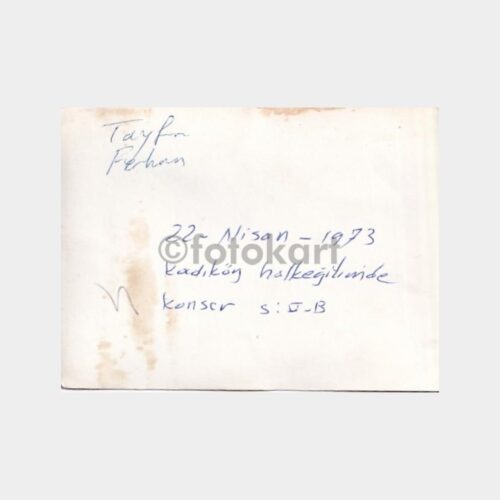 Tayfun
Ferhan
22- Nisan - 1973
©fotokart
Kadıköy halkeğitiminde
Konser s:II-B